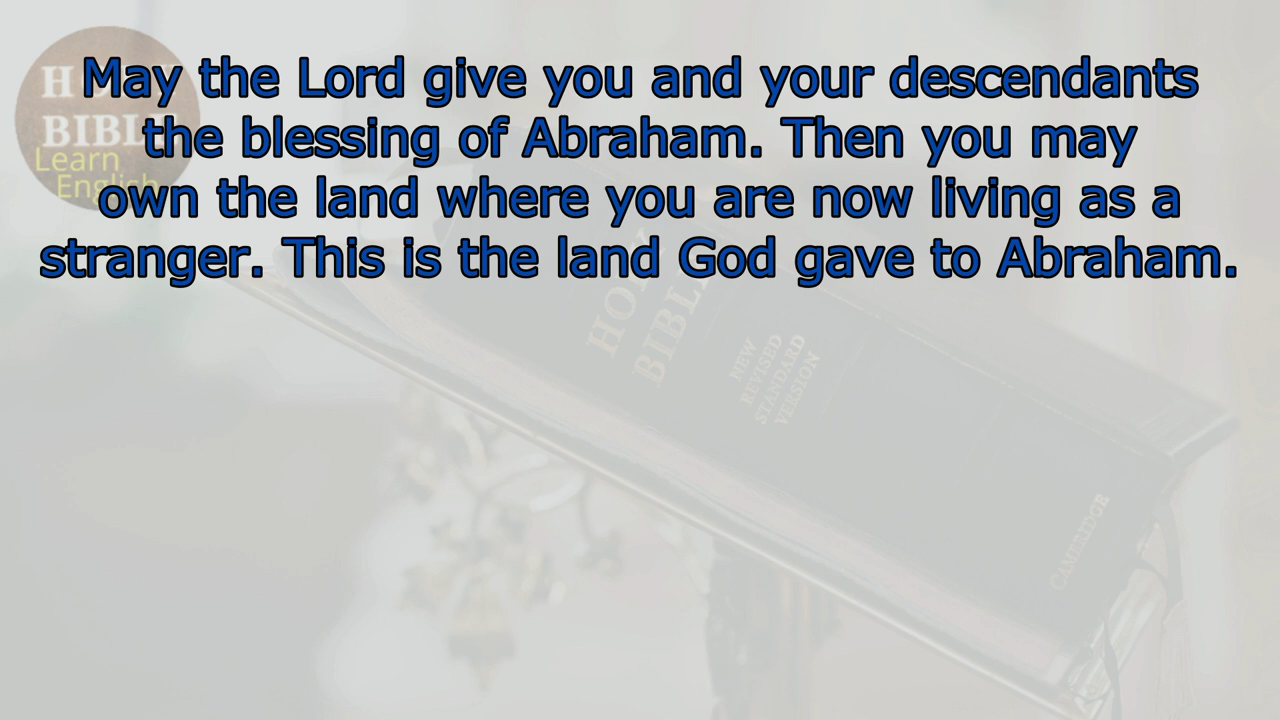 May the Lord give you and your descendants
the blessing of Abraham. Then you may
own the land where you are now living as a
stranger. This is the land God gave to Abraham.
HOLY
BIBLE
Learn
English
HOLY
BIBLE
NEW
REVISED
STANDARD
VERSION
CAMBRIDGE